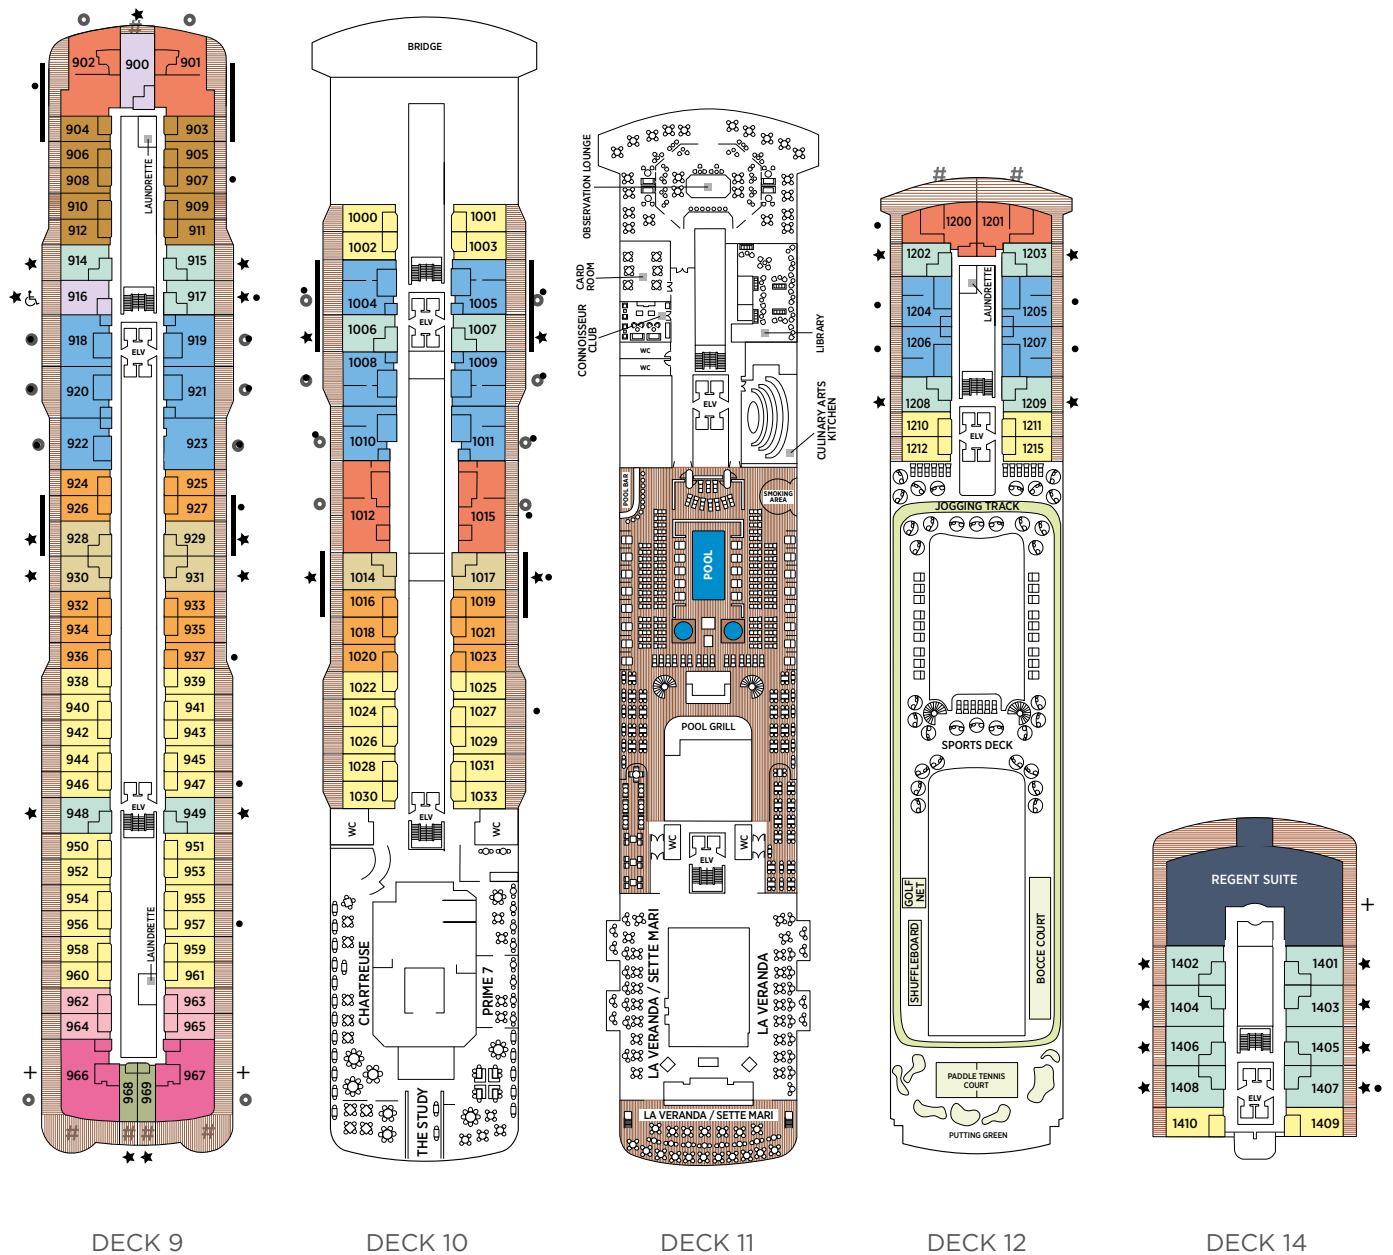 902
900
901
904
903
906
905
908
907
910
909
912
911
LAUNDRETTE
914
915
916
917
918
919
ELV
920
921
922
923
924
925
926
927
928
929
930
931
932
933
934
935
936
937
938
939
940
941
942
943
944
945
946
947
ELV
948
949
950
951
952
953
954
955
956
957
LAUNDRETTE
958
959
960
961
962
963
964
965
966
968
969
967
DECK 9
BRIDGE
1000
1001
1002
1003
1004
1005
ELV
1006
1007
1008
1009
1010
1011
1012
1015
1014
1017
1016
1019
1018
1021
1020
1023
1022
1025
1024
1027
1026
1029
1028
1031
1030
1033
ELV
WC
WC
CHARTREUSE
PRIME 7
THE STUDY
DECK 10
OBSERVATION LOUNGE
CARD
ROOM
CONNOISSEUR
CLUB
LIBRARY
WC
WC
ELV
CULINARY ARTS
KITCHEN
POOL BAR
SMOKING
AREA
POOL
POOL GRILL
WC
ELV
WC
LA VERANDA / SETTE MARI
LA VERANDA
LA VERANDA / SETTE MARI
DECK 11
1200
1201
1202
1203
LAUNDRETTE
1204
1205
1206
1207
1208
1209
1210
1211
ELV
1212
1215
JOGGING TRACK
SPORTS DECK
GOLF
NET
SHUFFLEBOARD
BOCCE COURT
PADDLE TENNIS
COURT
PUTTING GREEN
DECK 12
REGENT SUITE
1402
1401
1404
1403
1406
1405
1408
1407
ELV
1410
1409
DECK 14